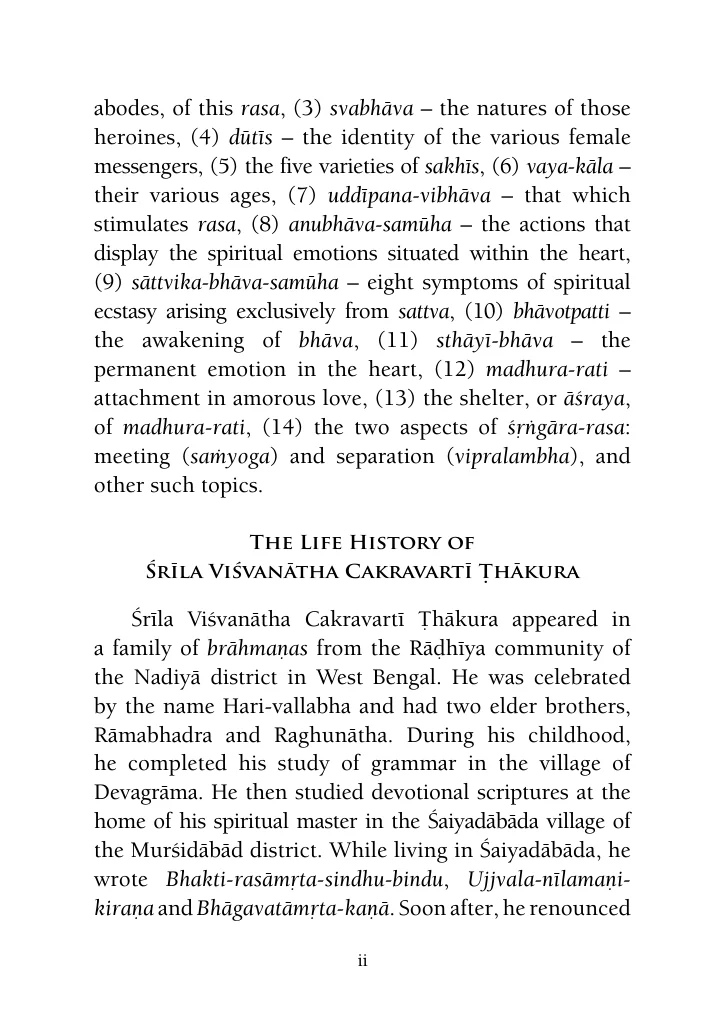 abodes, of this rasa, (3) svabhāva – the natures of those
heroines, (4) dūtīs – the identity of the various female
messengers, (5) the five varieties of sakhīs, (6) vaya-kāla –
their various ages, (7) uddīpana-vibhāva – that which
stimulates rasa, (8) anubhāva-samūha – the actions that
display the spiritual emotions situated within the heart,
(9) sāttvika-bhāva-samūha – eight symptoms of spiritual
ecstasy arising exclusively from sattva, (10) bhāvotpatti –
the awakening of bhāva, (11) sthāyī-bhāva – the
permanent emotion in the heart, (12) madhura-rati –
attachment in amorous love, (13) the shelter, or āśraya,
of madhura-rati, (14) the two aspects of śṛṅgāra-rasa:
meeting (saṁyoga) and separation (vipralambha), and
other such topics.
The Life History of
Śrīla Viśvanātha Cakravartī Ṭhākura
Śrīla Viśvanātha Cakravartī Ṭhākura appeared in
a family of brāhmaṇas from the Rāḍhīya community of
the Nadiyā district in West Bengal. He was celebrated
by the name Hari-vallabha and had two elder brothers,
Rāmabhadra and Raghunātha. During his childhood,
he completed his study of grammar in the village of
Devagrāma. He then studied devotional scriptures at the
home of his spiritual master in the Śaiyadābāda village of
the Murśidābād district. While living in Śaiyadābāda, he
wrote Bhakti-rasāmṛta-sindhu-bindu, Ujjvala-nīlamaṇi-
kiraṇa and Bhāgavatāmṛta-kaṇā. Soon after, he renounced
ii